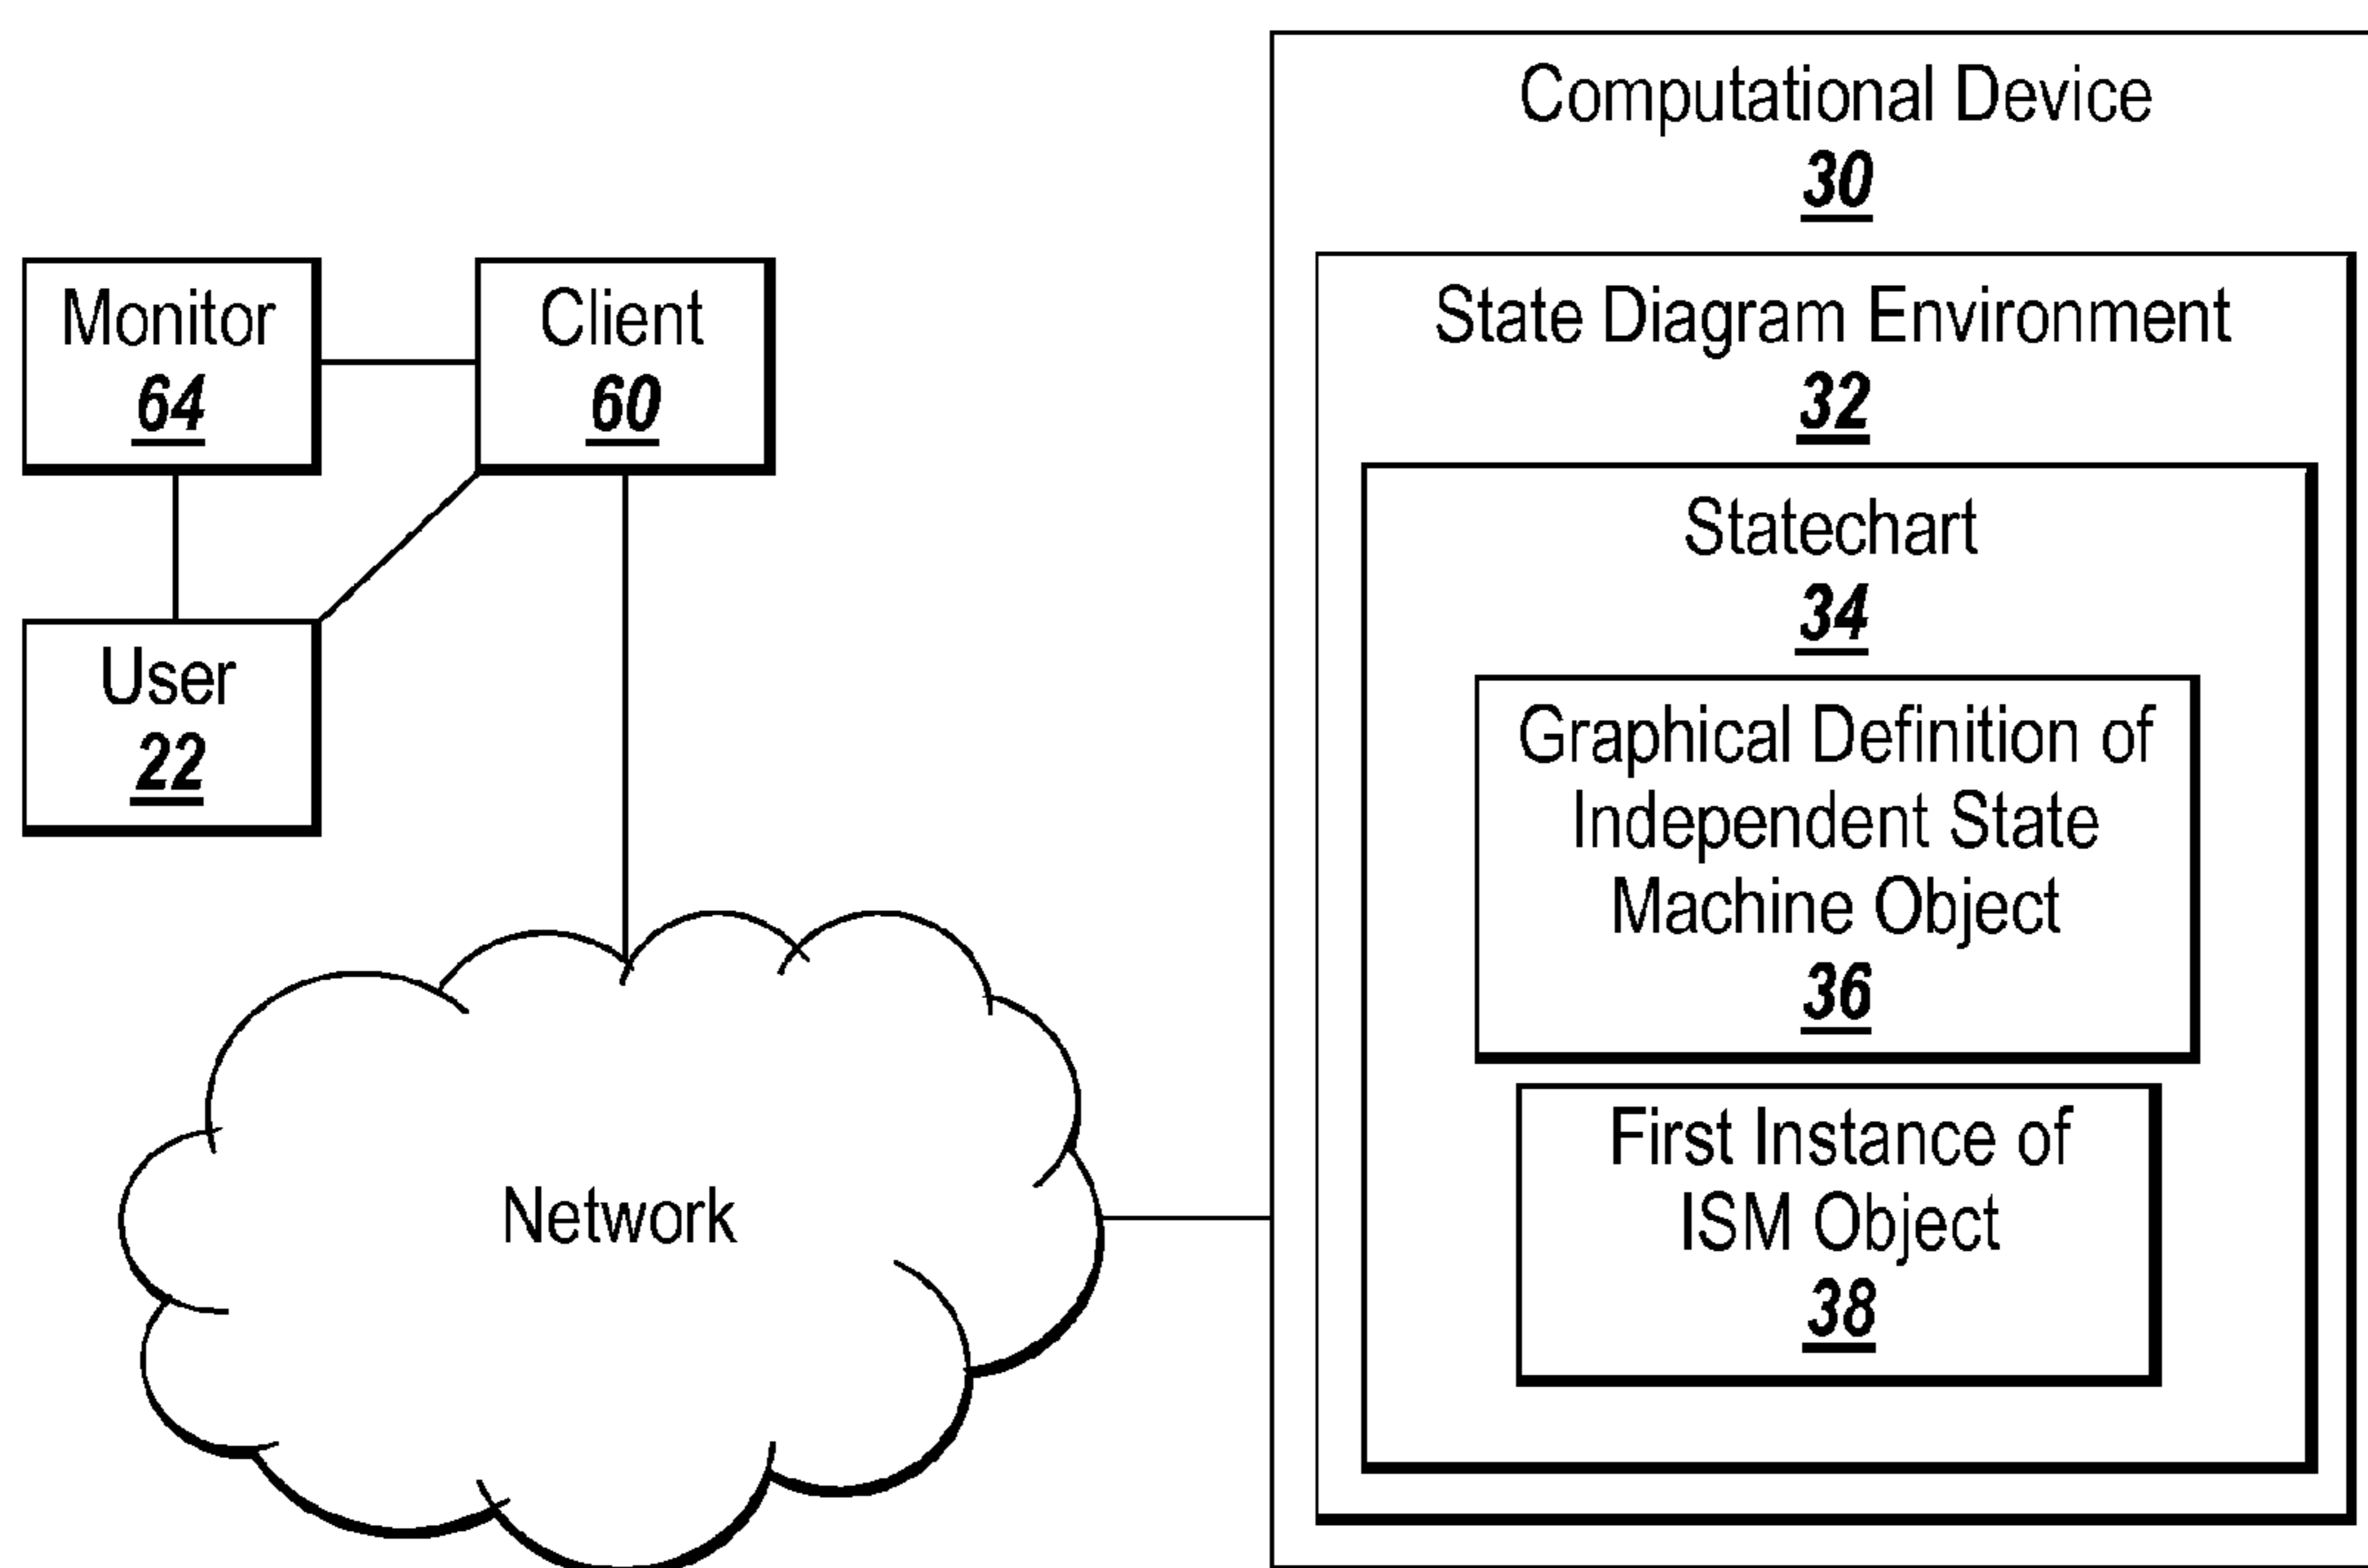 Computational Device
30
State Diagram Environment
32
Monitor
64
Client
60
Statechart
34
User
22
Graphical Definition of
Independent State
Machine Object
36
First Instance of
ISM Object
38
Network